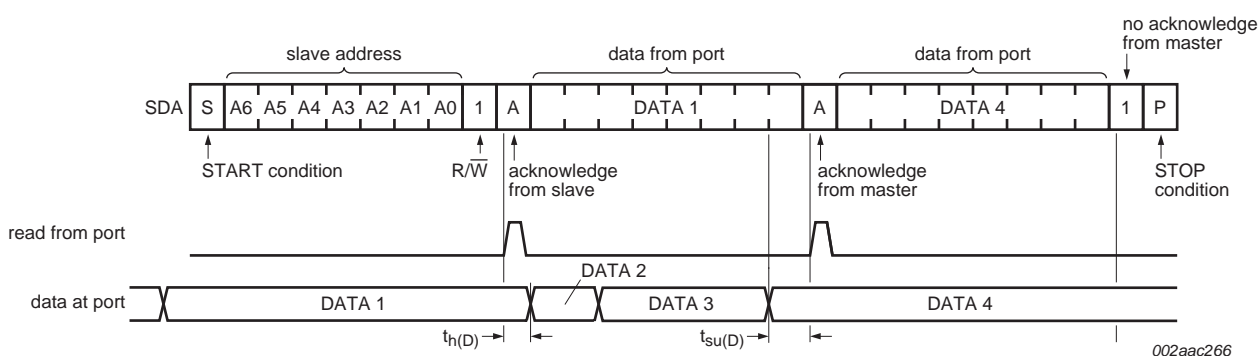 no acknowledge
from master
slave address
data from port
data from port
SDA S A6 A5 A4 A3 A2 A1 A0 1 A DATA 1 A DATA 4 1 P
START condition
R/W̅
acknowledge
from slave
acknowledge
from master
STOP
condition
read from port
DATA 2
data at port DATA 1 DATA 3 DATA 4
th(D)
tsu(D)
002aac266